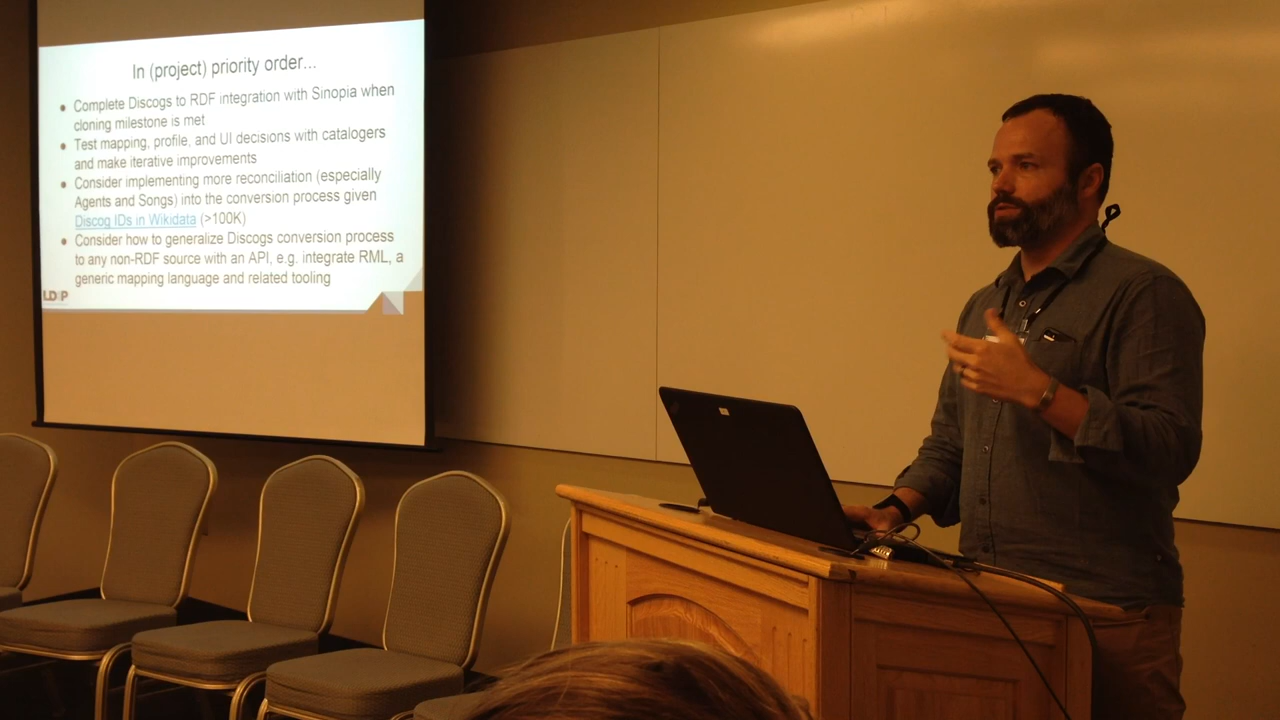 In (project) priority order...
● Complete Discogs to RDF integration with Sinopia when
cloning milestone is met
● Test mapping, profile, and UI decisions with catalogers
and make iterative improvements
● Consider implementing more reconciliation (especially
Agents and Songs) into the conversion process given
Discog IDs in Wikidata (>100K)
● Consider how to generalize Discogs conversion process
to any non-RDF source with an API, e.g. integrate RML, a
generic mapping language and related tooling
LD4P